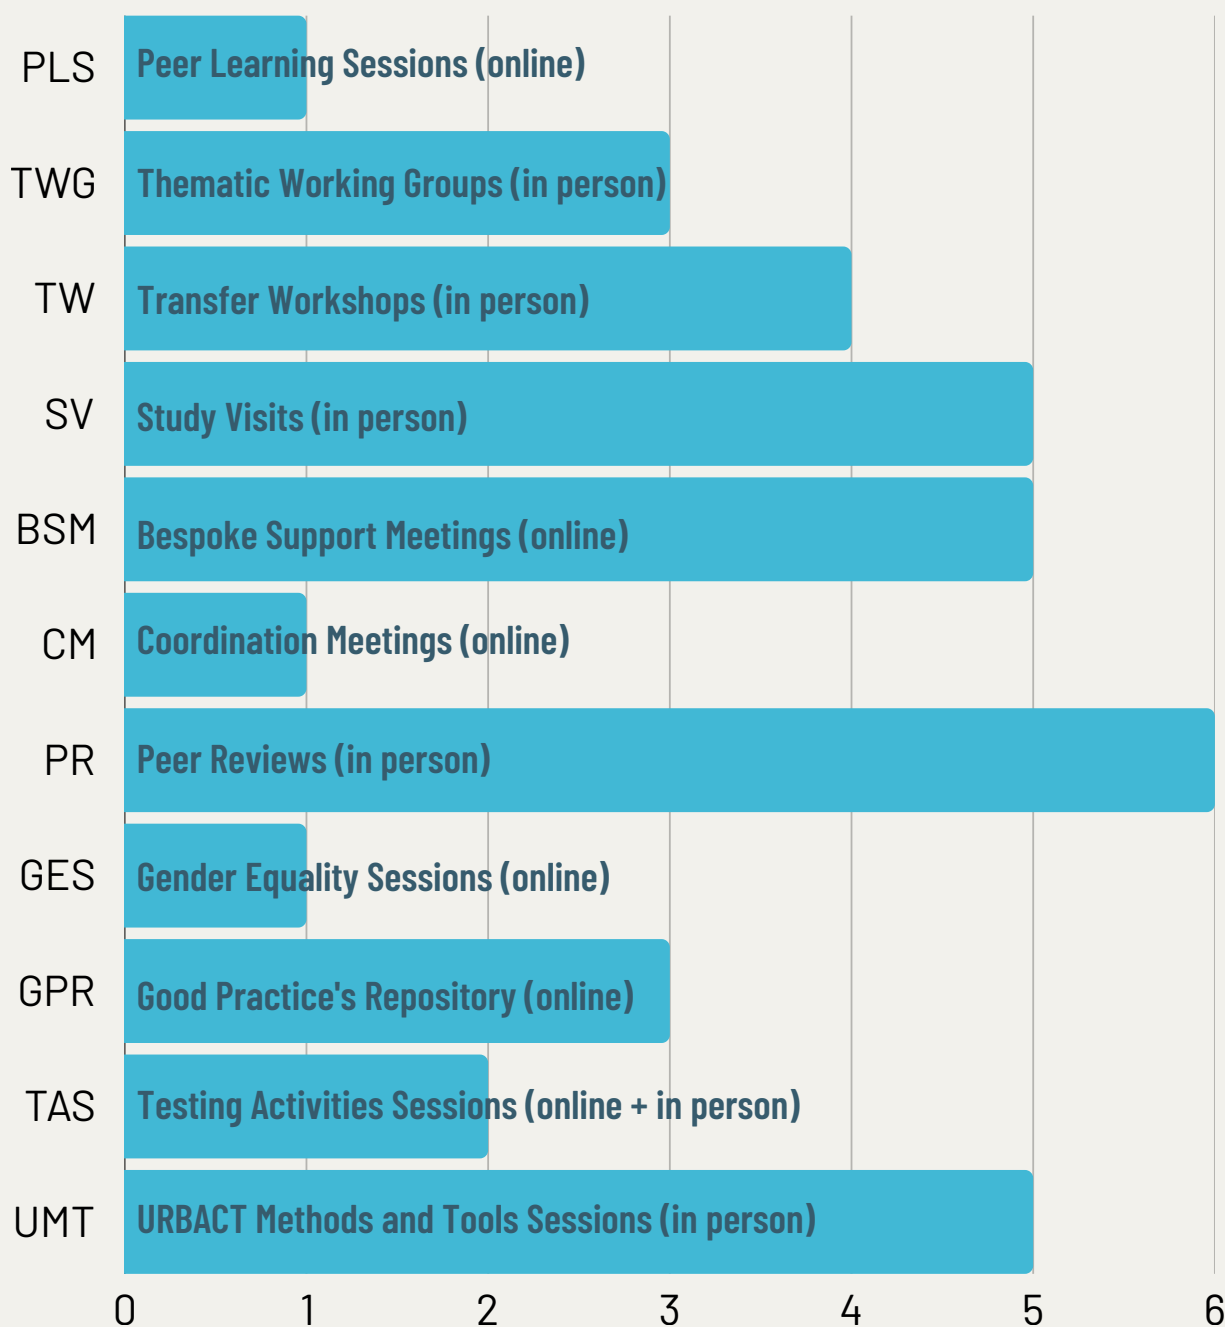 PLS Peer Learning Sessions (online)
TWG Thematic Working Groups (in person)
TW Transfer Workshops (in person)
SV Study Visits (in person)
BSM Bespoke Support Meetings (online)
CM Coordination Meetings (online)
PR Peer Reviews (in person)
GES Gender Equality Sessions (online)
GPR Good Practice's Repository (online)
TAS Testing Activities Sessions (online + in person)
UMT URBACT Methods and Tools Sessions (in person)
0 1 2 3 4 5 6